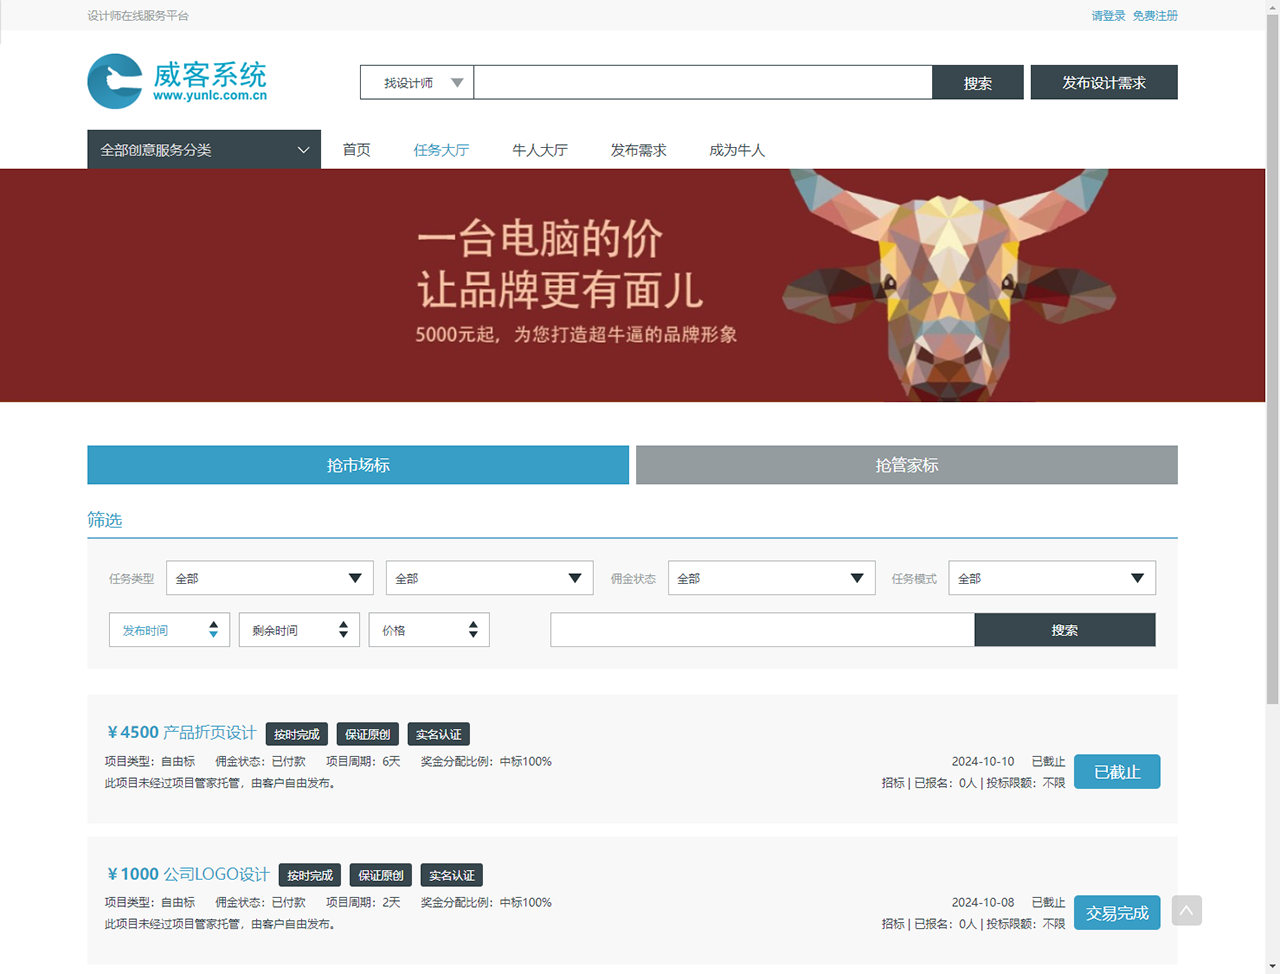 设计师在线服务平台
请登录 免费注册
威客系统
www.yunlc.com.cn
找设计师
搜索
发布设计需求
全部创意服务分类
首页 任务大厅 牛人大厅 发布需求 成为牛人
一台电脑的价
让品牌更有面儿
5000元起，为您打造超牛逼的品牌形象
抢市场标
抢管家标
筛选
任务类型 全部 全部 佣金状态 全部 任务模式 全部
发布时间 剩余时间 价格 搜索
￥4500 产品折页设计 按时完成 保证原创 实名认证
项目类型：自由标 佣金状态：已付款 项目周期：6天 奖金分配比例：中标100%
2024-10-10 已截止
此项目未经过项目管家托管，由客户自由发布。
招标 | 已报名：0人 | 投标限额：不限
已截止
￥1000 公司LOGO设计 按时完成 保证原创 实名认证
项目类型：自由标 佣金状态：已付款 项目周期：2天 奖金分配比例：中标100%
2024-10-08 已截止
此项目未经过项目管家托管，由客户自由发布。
招标 | 已报名：0人 | 投标限额：不限
交易完成